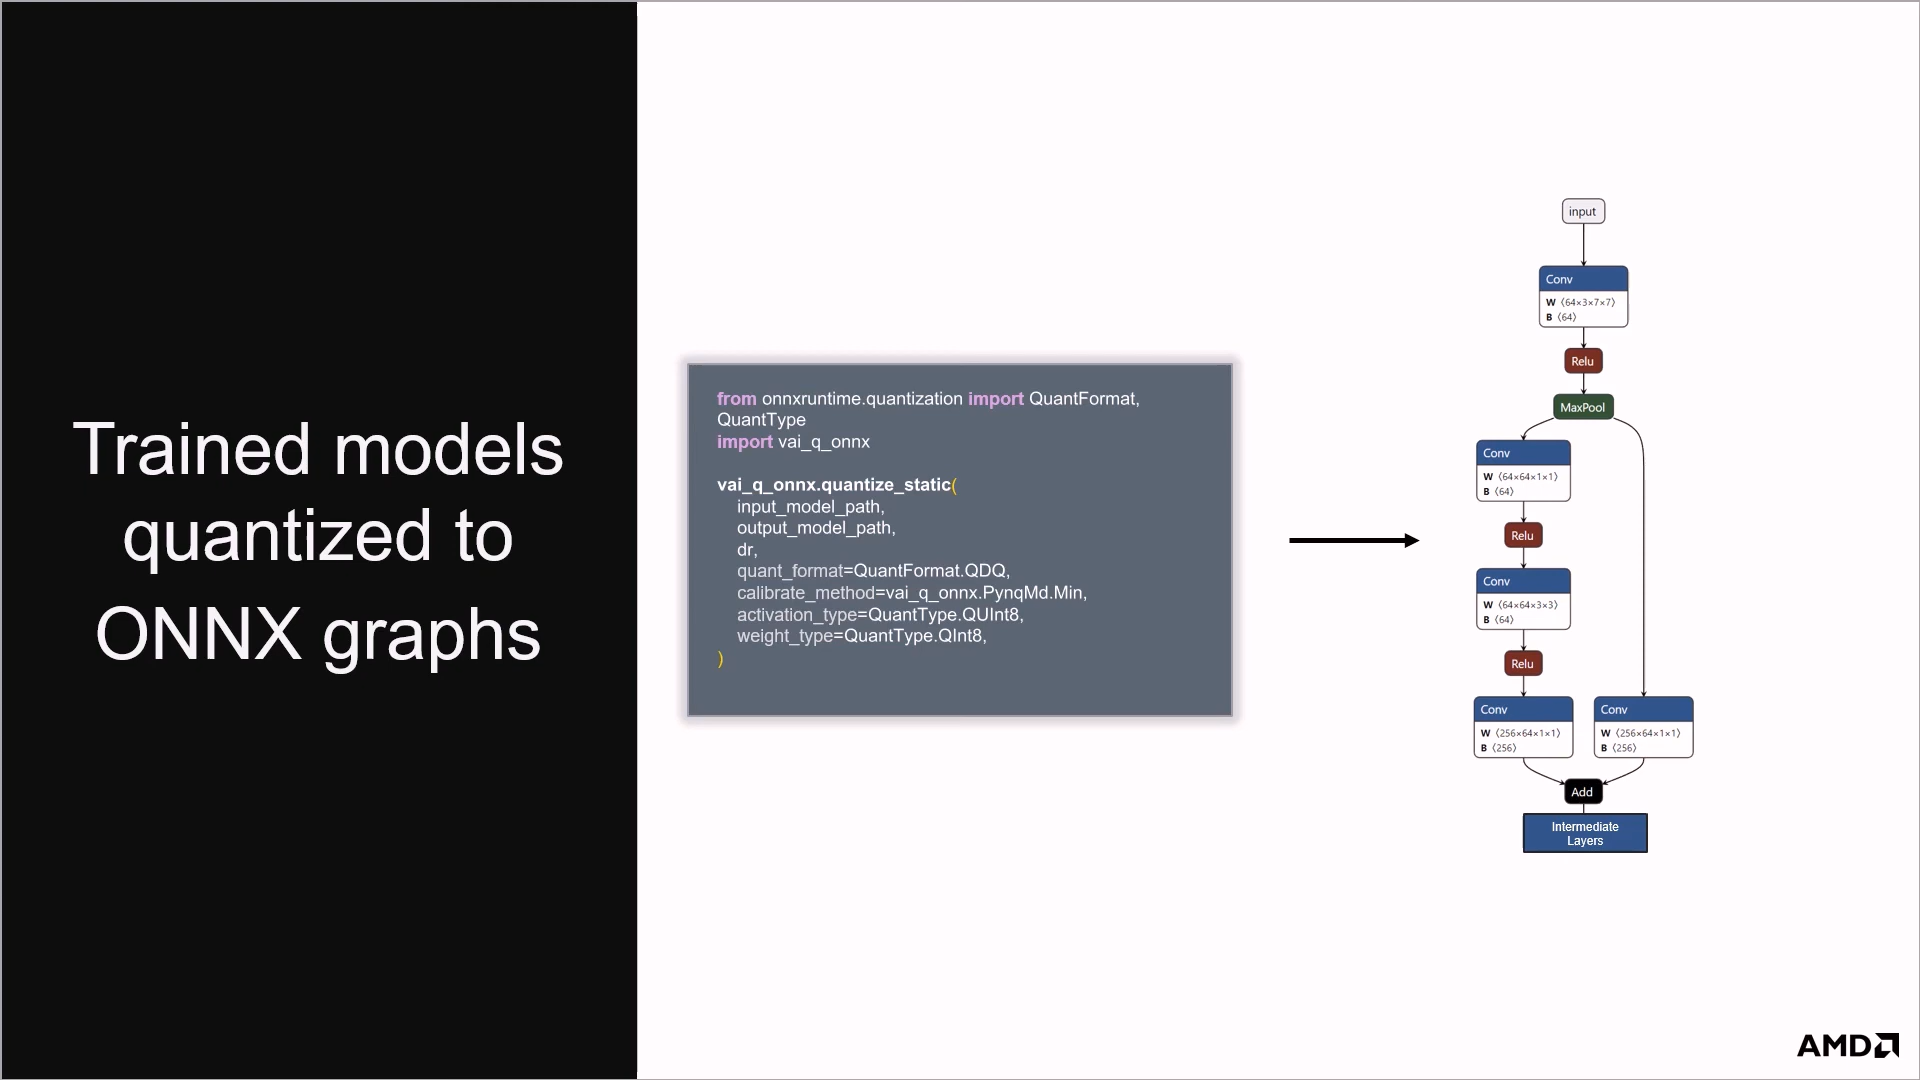 Trained models
quantized to
ONNX graphs
from onnxruntime.quantization import QuantFormat,
QuantType
import vai_q_onnx
vai_q_onnx.quantize_static(
input_model_path,
output_model_path,
dr,
quant_format=QuantFormat.QDQ,
calibrate_method=vai_q_onnx.PynqMd.Min,
activation_type=QuantType.QUInt8,
weight_type=QuantType.QInt8,
)
input
Conv
W ⟨64×3×7×7⟩
B ⟨64⟩
Relu
MaxPool
Conv
W ⟨64×64×1×1⟩
B ⟨64⟩
Relu
Conv
W ⟨64×64×3×3⟩
B ⟨64⟩
Relu
Conv
W ⟨256×64×1×1⟩
B ⟨256⟩
Conv
W ⟨256×64×1×1⟩
B ⟨256⟩
Add
Intermediate
Layers
AMD